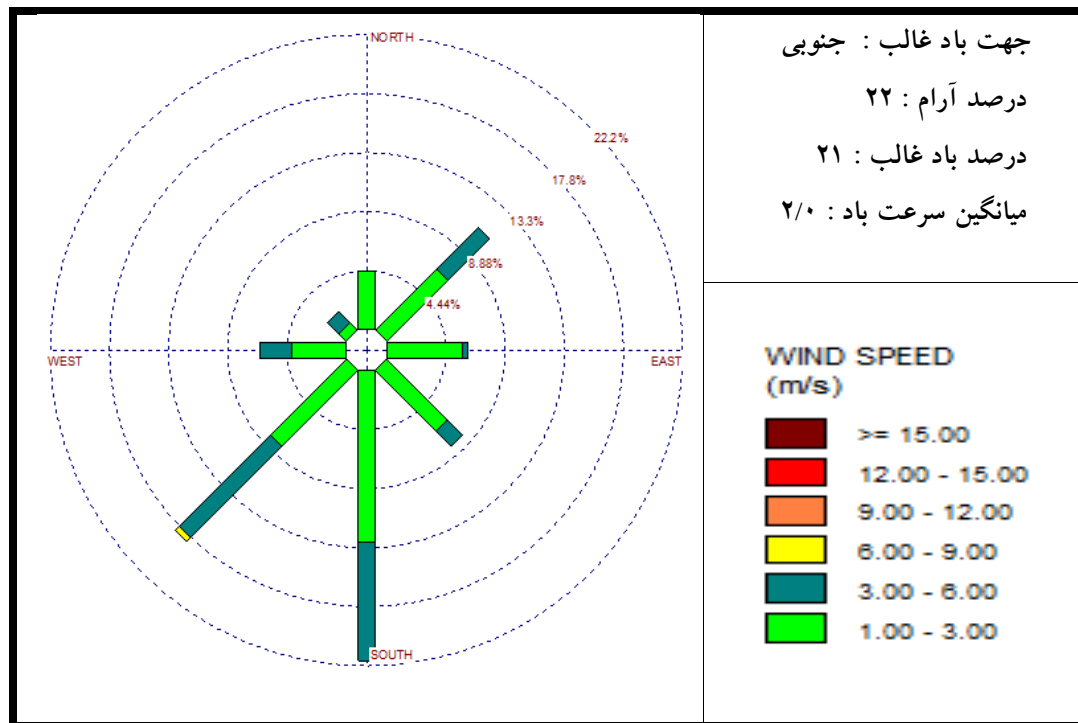 جهت باد غالب : جنوبی
درصد آرام : ۲۲
درصد باد غالب : ۲۱
میانگین سرعت باد : ۲/۰
NORTH
22.2%
17.8%
13.3%
8.88%
4.44%
WEST
EAST
SOUTH
WIND SPEED
(m/s)
>= 15.00
12.00 - 15.00
9.00 - 12.00
6.00 - 9.00
3.00 - 6.00
1.00 - 3.00